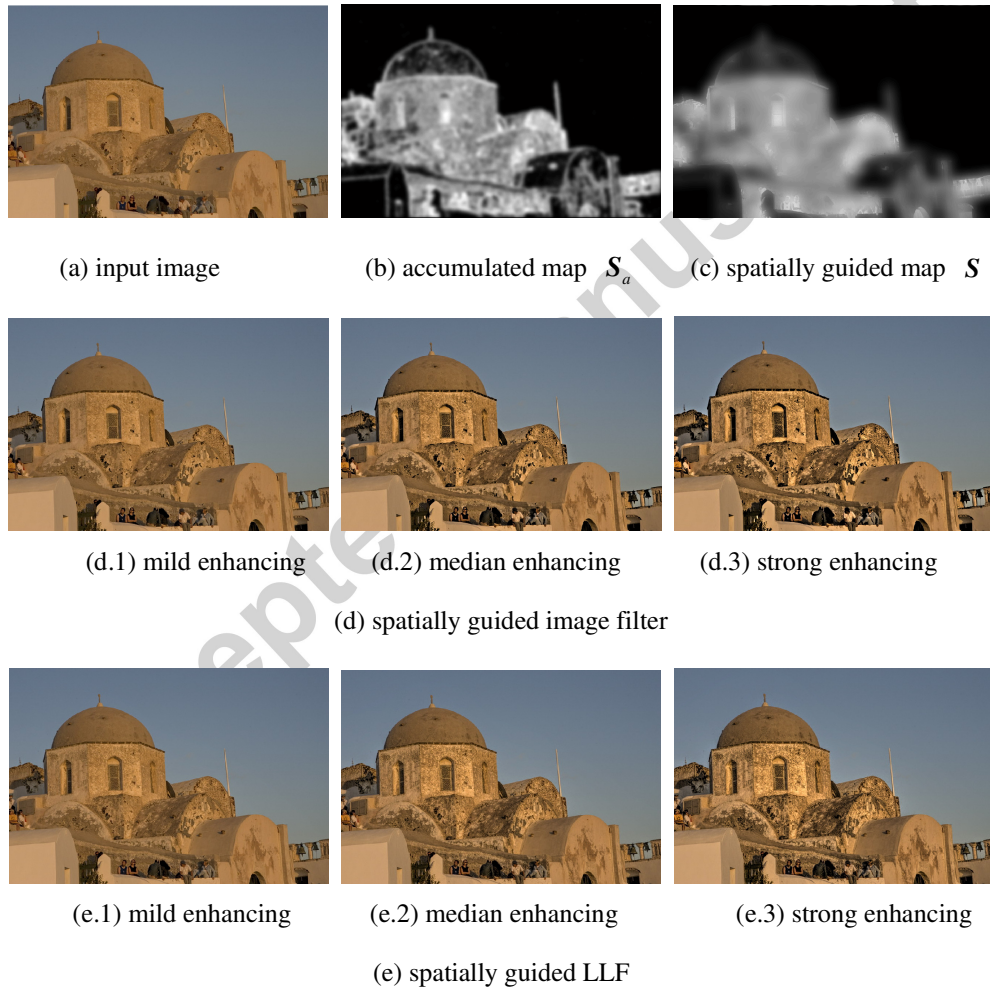 (a) input image
(b) accumulated map Sₐ
(c) spatially guided map S
(d.1) mild enhancing
(d.2) median enhancing
(d.3) strong enhancing
(d) spatially guided image filter
(e.1) mild enhancing
(e.2) median enhancing
(e.3) strong enhancing
(e) spatially guided LLF